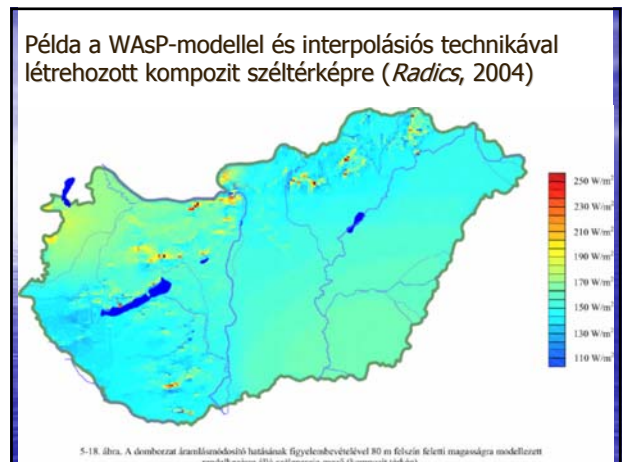 Példa a WAsP-modellel és interpolásiós technikával
létrehozott kompozit széltérképre (Radics, 2004)
250 W/m²
230 W/m²
210 W/m²
190 W/m²
170 W/m²
150 W/m²
130 W/m²
110 W/m²
5-18. ábra. A domborzat áramlásmódosító hatásának figyelembevételével 80 m felszín feletti magasságra modellezett